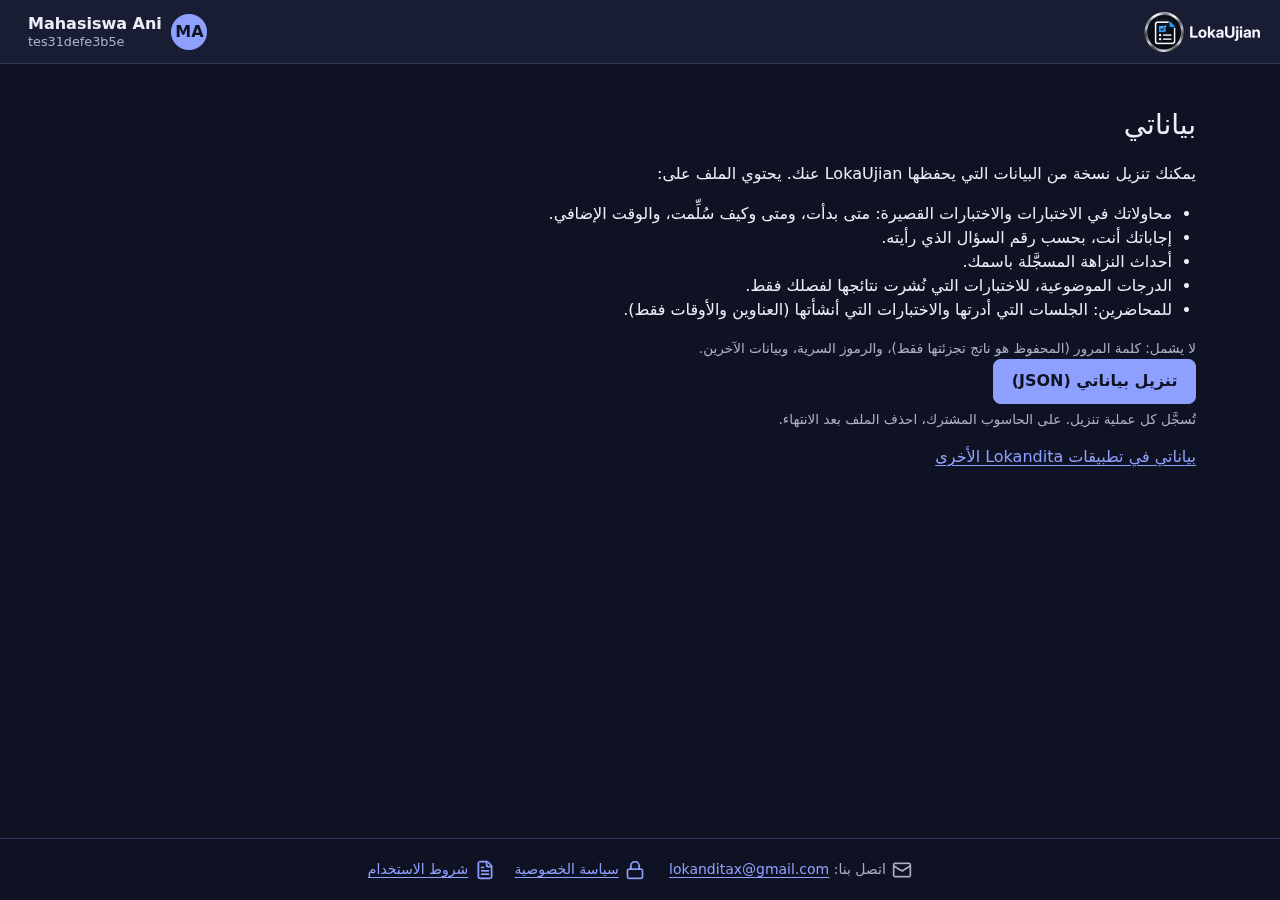 LokaUjian
Mahasiswa Ani
tes31defe3b5e
MA
بياناتي
يمكنك تنزيل نسخة من البيانات التي يحفظها LokaUjian عنك. يحتوي الملف على:
• محاولاتك في الاختبارات والاختبارات القصيرة: متى بدأت، ومتى وكيف سُلِّمت، والوقت الإضافي.
• إجاباتك أنت، بحسب رقم السؤال الذي رأيته.
• أحداث النزاهة المسجَّلة باسمك.
• الدرجات الموضوعية، للاختبارات التي نُشرت نتائجها لفصلك فقط.
• للمحاضرين: الجلسات التي أدرتها والاختبارات التي أنشأتها (العناوين والأوقات فقط).
لا يشمل: كلمة المرور (المحفوظ هو ناتج تجزئتها فقط)، والرموز السرية، وبيانات الآخرين.
تنزيل بياناتي (JSON)
تُسجَّل كل عملية تنزيل. على الحاسوب المشترك، احذف الملف بعد الانتهاء.
بياناتي في تطبيقات Lokandita الأخرى
اتصل بنا: lokanditax@gmail.com سياسة الخصوصية شروط الاستخدام